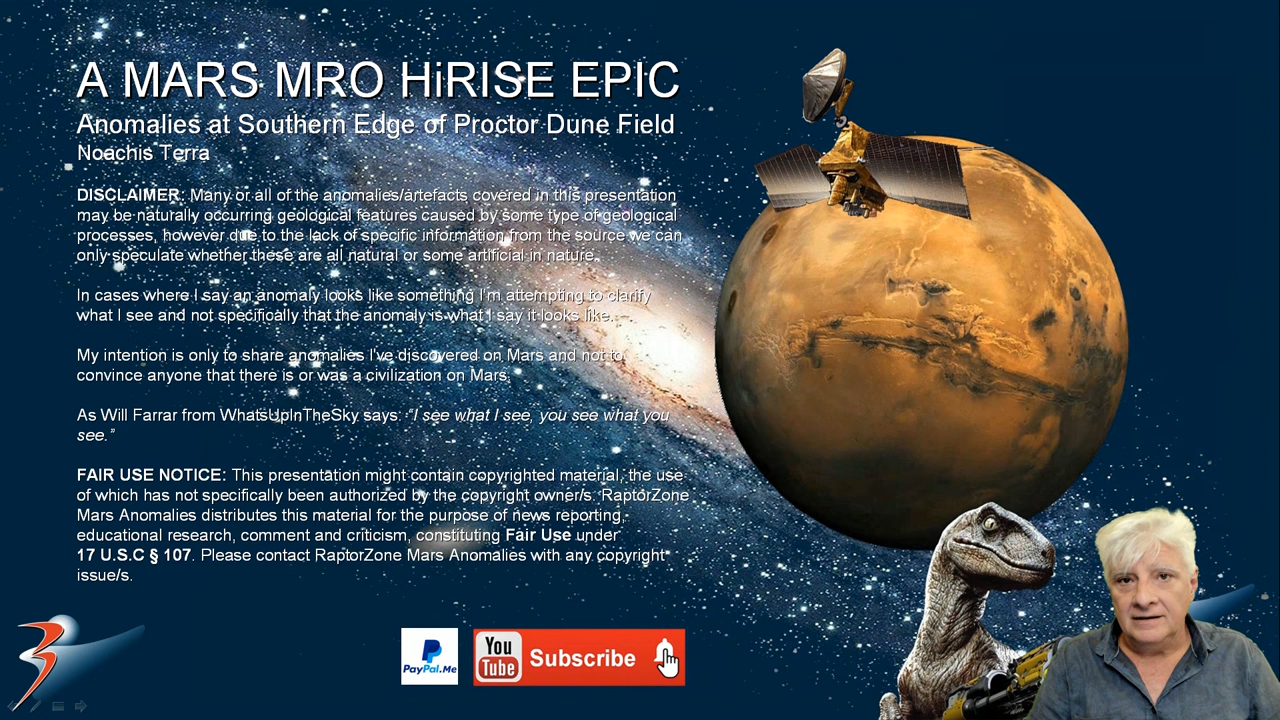 A MARS MRO HiRISE EPIC
Anomalies at Southern Edge of Proctor Dune Field
Noachis Terra
DISCLAIMER: Many or all of the anomalies/artefacts covered in this presentation
may be naturally occurring geological features caused by some type of geological
processes, however due to the lack of specific information from the source we can
only speculate whether these are all natural or some artificial in nature.
In cases where I say an anomaly looks like something I'm attempting to clarify
what I see and not specifically that the anomaly is what I say it looks like.
My intention is only to share anomalies I've discovered on Mars and not to
convince anyone that there is or was a civilization on Mars.
As Will Farrar from WhatsUpInTheSky says: “I see what I see, you see what you
see.”
FAIR USE NOTICE: This presentation might contain copyrighted material, the use
of which has not specifically been authorized by the copyright owner/s. RaptorZone
Mars Anomalies distributes this material for the purpose of news reporting,
educational research, comment and criticism, constituting Fair Use under
17 U.S.C § 107. Please contact RaptorZone Mars Anomalies with any copyright
issue/s.
PayPal.Me
You Tube Subscribe